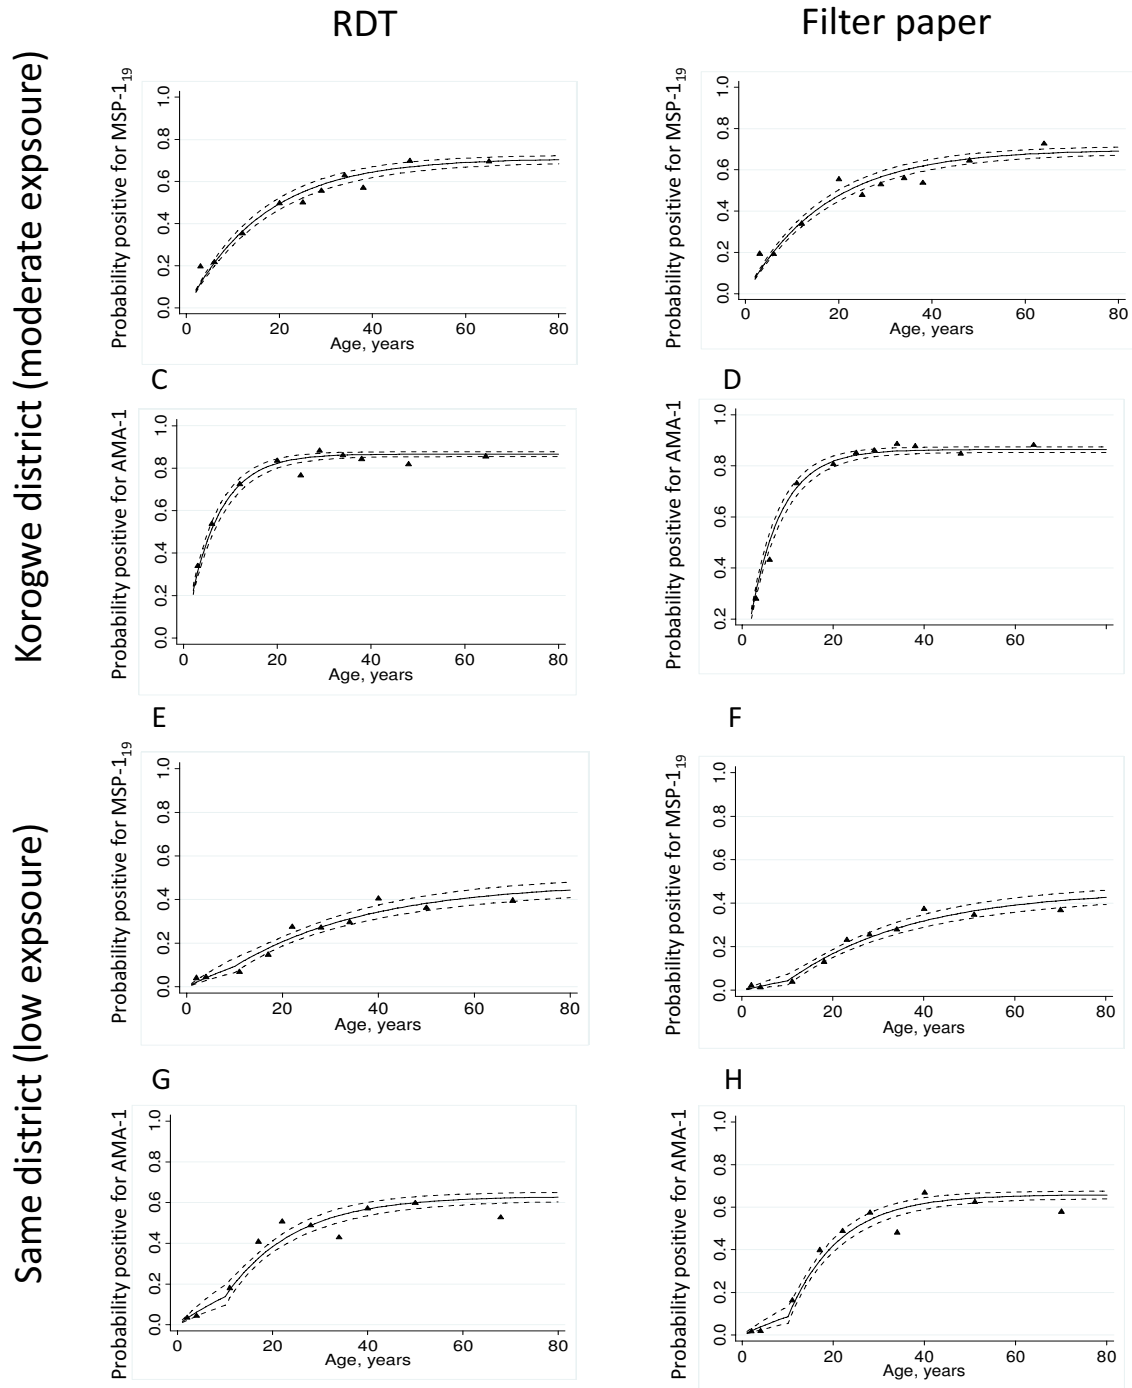 RDT
Filter paper
Korogwe district (moderate expsoure)
Probability positive for MSP-1₁₉
0.0 0.2 0.4 0.6 0.8 1.0
0 20 40 60 80
Age, years
Probability positive for MSP-1₁₉
0.0 0.2 0.4 0.6 0.8 1.0
0 20 40 60 80
Age, years
C
Probability positive for AMA-1
0.0 0.2 0.4 0.6 0.8 1.0
0 20 40 60 80
Age, years
D
Probability positive for AMA-1
0.2 0.4 0.6 0.8 1.0
0 20 40 60
Age, years
Same district (low expsoure)
E
Probability positive for MSP-1₁₉
0.0 0.2 0.4 0.6 0.8 1.0
0 20 40 60 80
Age, years
F
Probability positive for MSP-1₁₉
0.0 0.2 0.4 0.6 0.8 1.0
0 20 40 60 80
Age, years
G
Probability positive for AMA-1
0.0 0.2 0.4 0.6 0.8 1.0
0 20 40 60 80
Age, years
H
Probability positive for AMA-1
0.0 0.2 0.4 0.6 0.8 1.0
0 20 40 60 80
Age, years